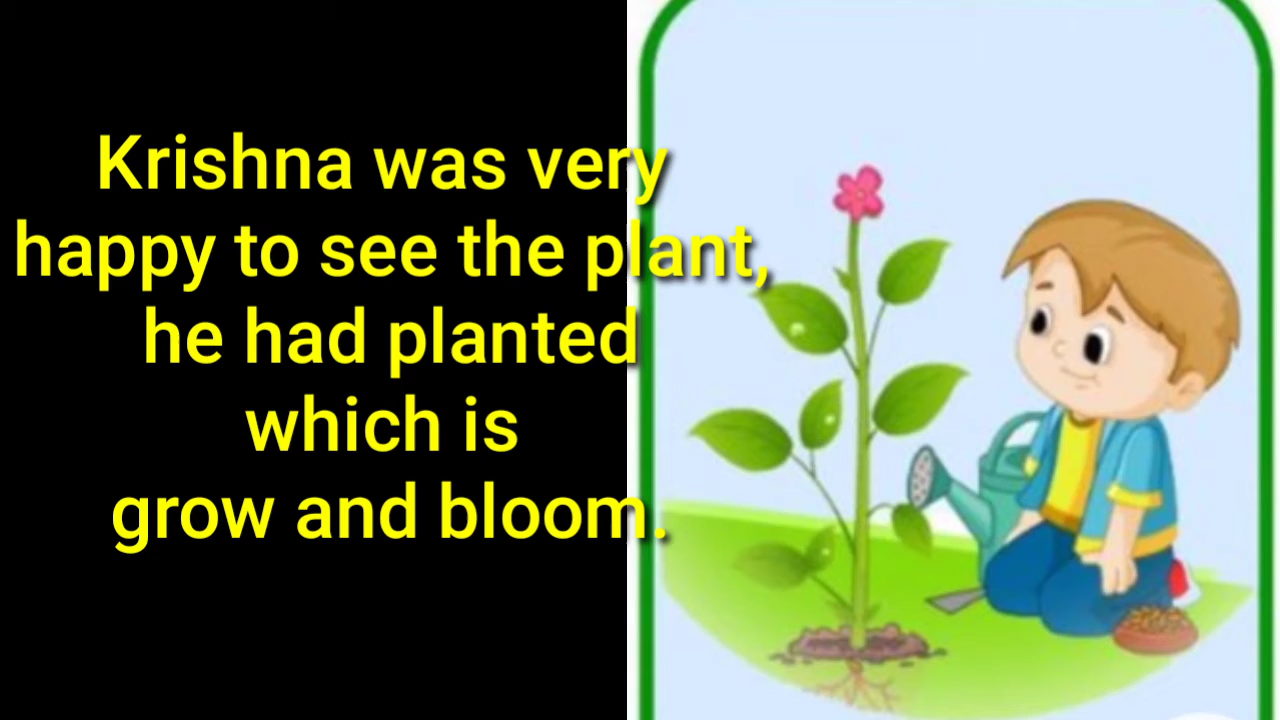 Krishna was very
happy to see the plant,
he had planted
which is
grow and bloom.